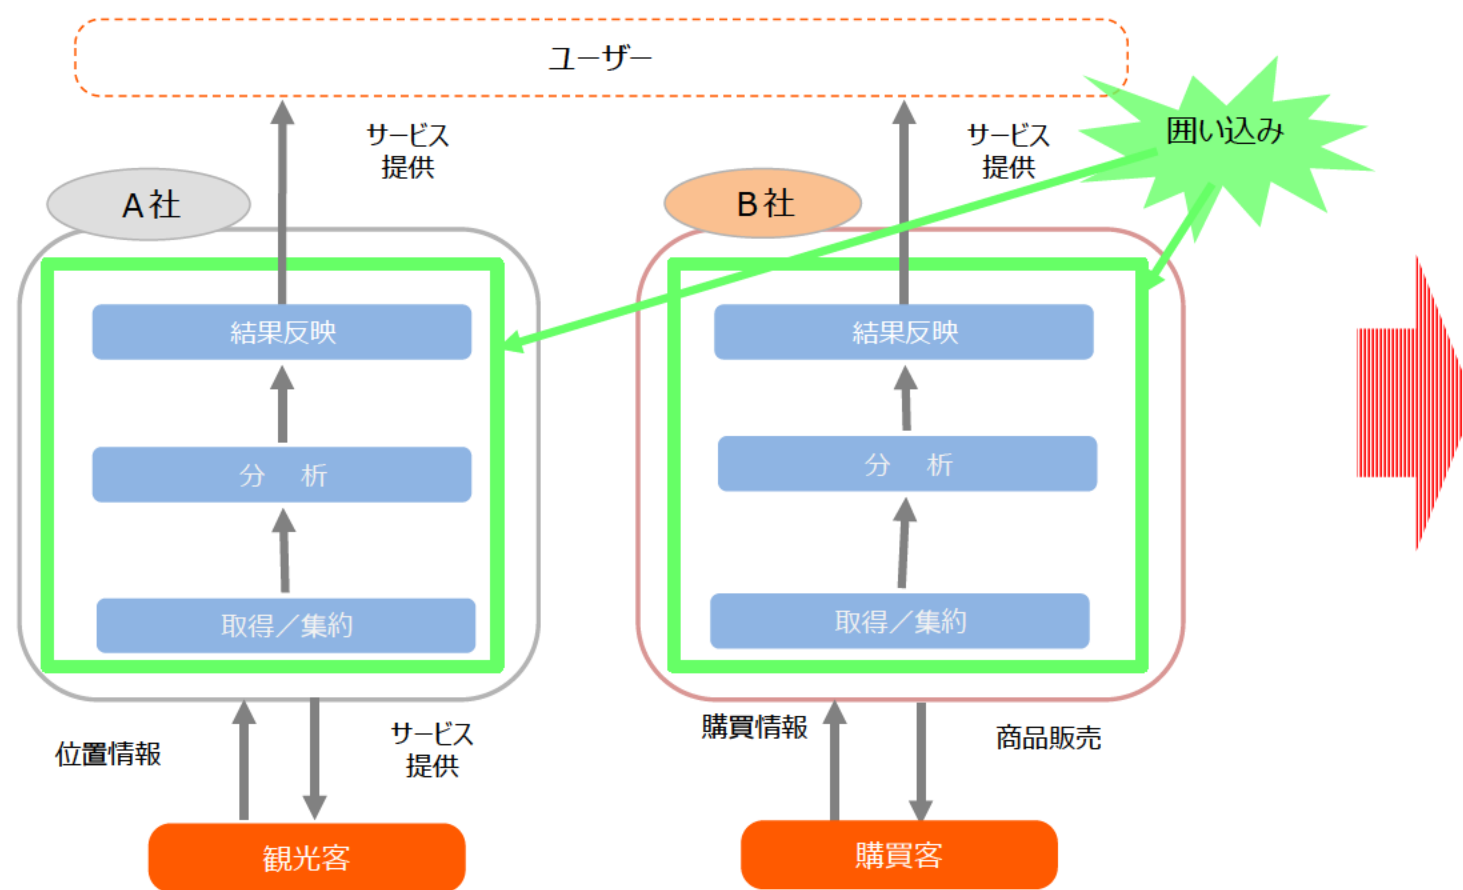 ユーザー
サービス
提供
サービス
提供
囲い込み
A社
B社
結果反映
結果反映
分 析
分 析
取得／集約
取得／集約
位置情報
サービス
提供
購買情報
商品販売
観光客
購買客